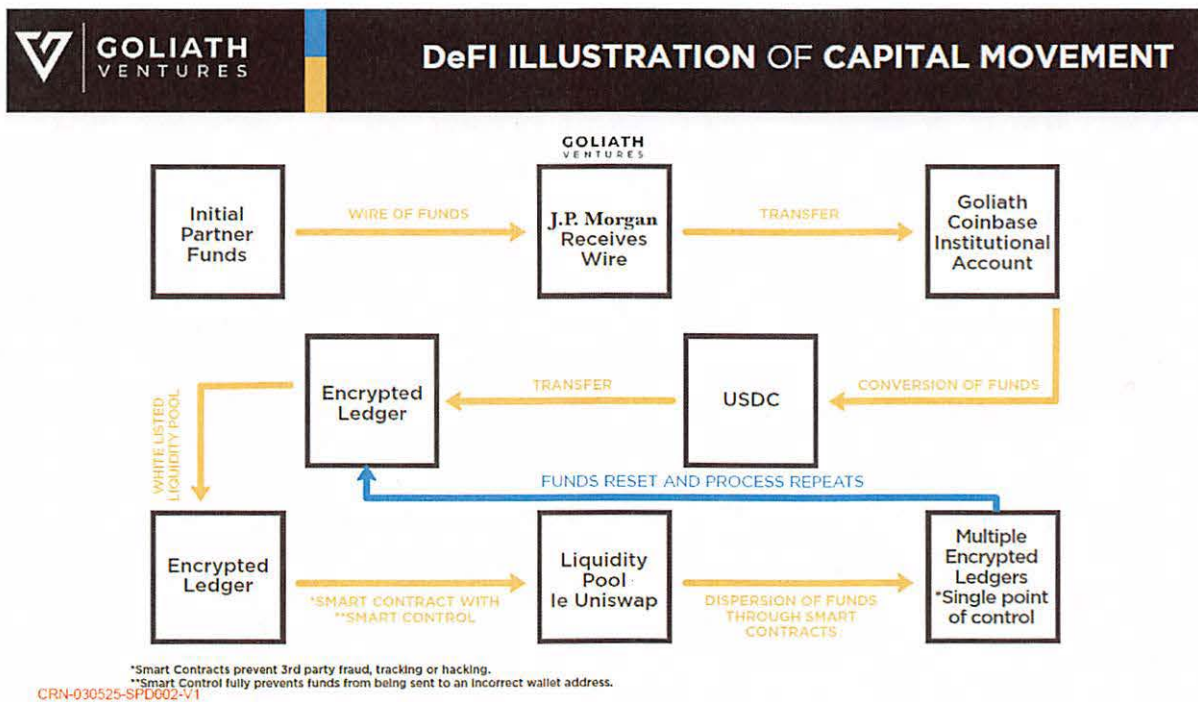 GOLIATH
VENTURES
DeFI ILLUSTRATION OF CAPITAL MOVEMENT
GOLIATH
VENTURES
Initial
Partner
Funds
WIRE OF FUNDS
J.P. Morgan
Receives
Wire
TRANSFER
Goliath
Coinbase
Institutional
Account
CONVERSION OF FUNDS
USDC
TRANSFER
Encrypted
Ledger
WHITE LISTED
LIQUIDITY POOL
FUNDS RESET AND PROCESS REPEATS
Encrypted
Ledger
*SMART CONTRACT WITH
**SMART CONTROL
Liquidity
Pool
Ie Uniswap
DISPERSION OF FUNDS
THROUGH SMART
CONTRACTS
Multiple
Encrypted
Ledgers
*Single point
of control
*Smart Contracts prevent 3rd party fraud, tracking or hacking.
**Smart Control fully prevents funds from being sent to an incorrect wallet address.
CRN-030525-SPD002-V1